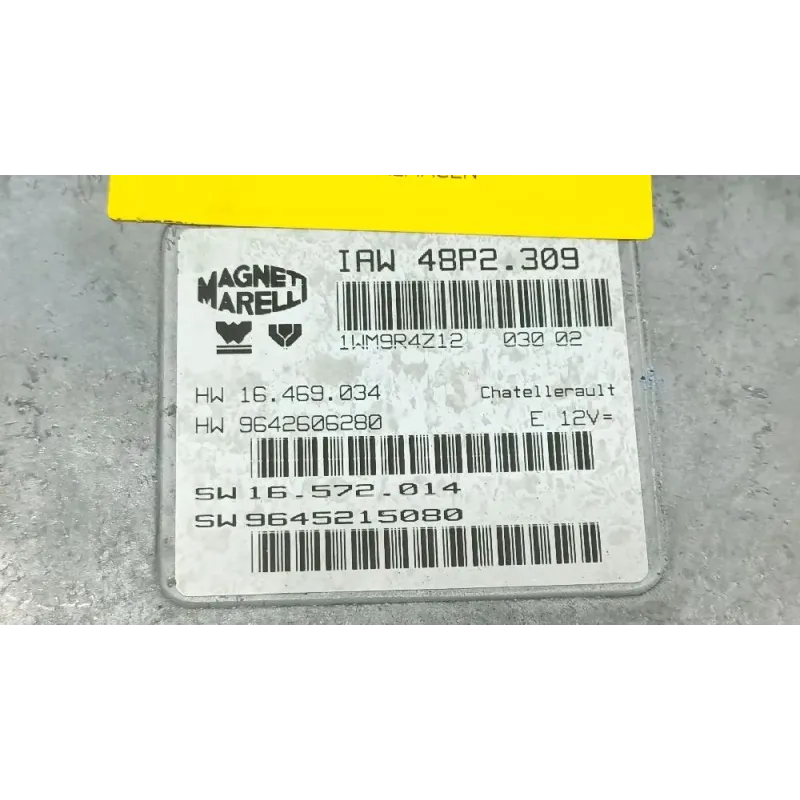 IAW 48P2.309
MAGNETI
MARELLI
1WM9R4Z12 030 02
HW 16.469.034 Chatellerault
HW 9642606280 E 12V=
SW 16.572.014
SW 9645215080